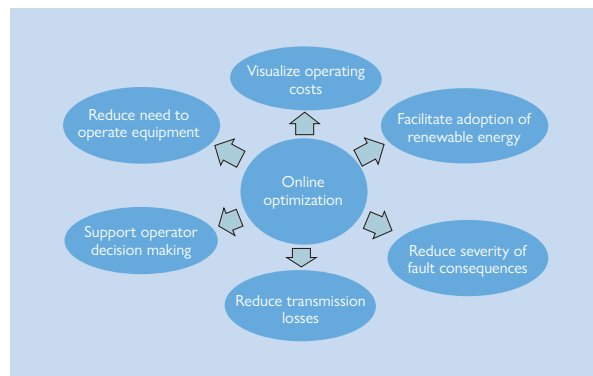 Visualize operating
costs
Reduce need to
operate equipment
Facilitate adoption of
renewable energy
Online
optimization
Support operator
decision making
Reduce severity of
fault consequences
Reduce transmission
losses